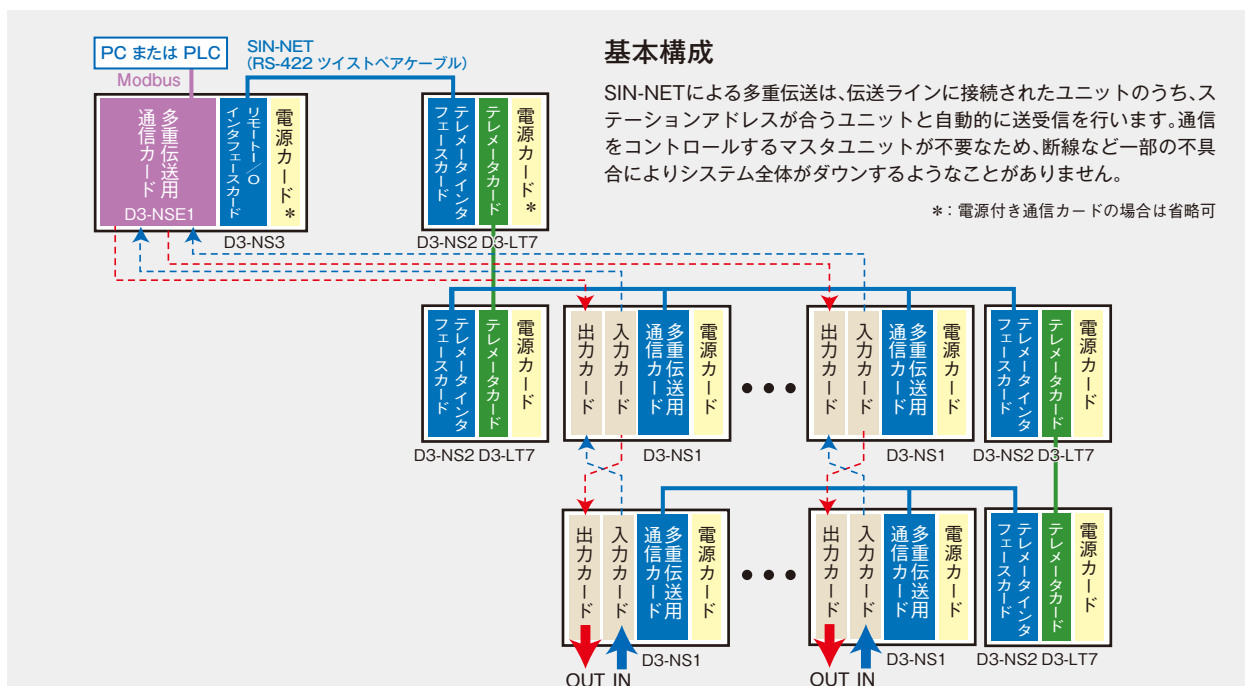 PC または PLC
SIN-NET
(RS-422 ツイストペアケーブル)
Modbus
多重伝送用
通信カード
D3-NSE1
リモートI/O
インタフェースカード
電源カード*
D3-NS3
テレメータ インタ
フェースカード
テレメータカード
電源カード*
D3-NS2 D3-LT7
基本構成
SIN-NETによる多重伝送は、伝送ラインに接続されたユニットのうち、ス
テーションアドレスが合うユニットと自動的に送受信を行います。通信
をコントロールするマスタユニットが不要なため、断線など一部の不具
合によりシステム全体がダウンするようなことがありません。
*:電源付き通信カードの場合は省略可
テレメータ インタ
フェースカード
テレメータカード
電源カード
D3-NS2 D3-LT7
出力カード
入力カード
多重伝送用
通信カード
電源カード
D3-NS1
●●●
出力カード
入力カード
多重伝送用
通信カード
電源カード
D3-NS1
テレメータ インタ
フェースカード
テレメータカード
電源カード
D3-NS2 D3-LT7
出力カード
入力カード
多重伝送用
通信カード
電源カード
D3-NS1
OUT IN
●●●
出力カード
入力カード
多重伝送用
通信カード
電源カード
D3-NS1
OUT IN
テレメータ インタ
フェースカード
テレメータカード
電源カード
D3-NS2 D3-LT7